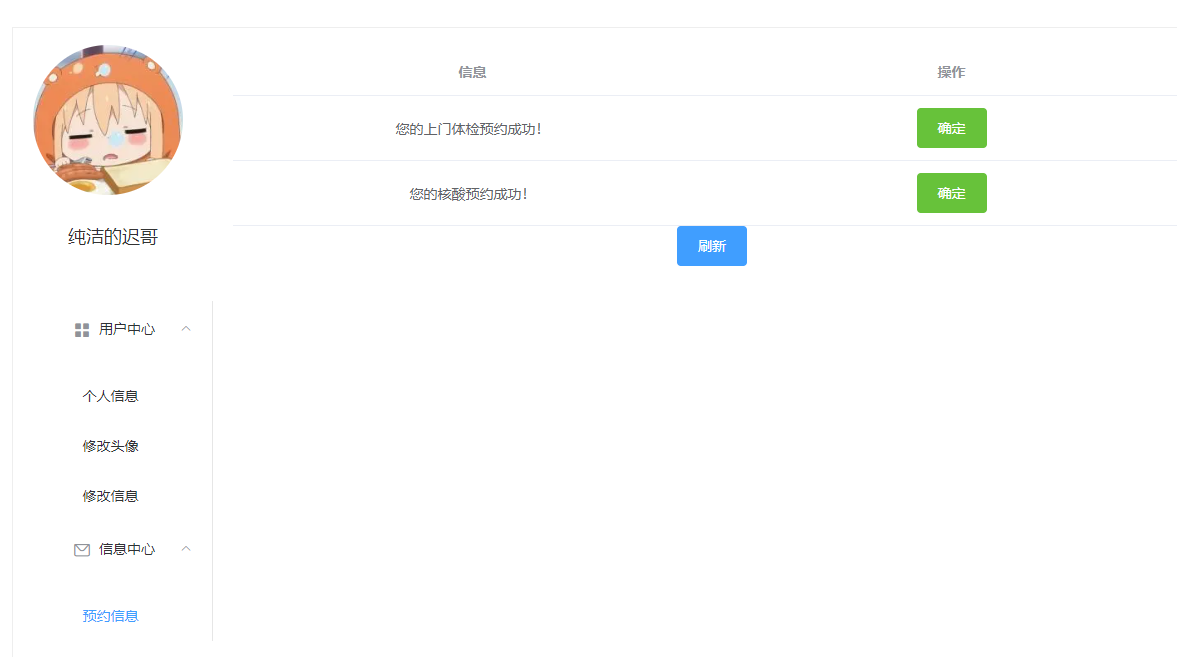 信息 操作
您的上门体检预约成功！ 确定
您的核酸预约成功！ 确定
刷新
纯洁的迟哥
用户中心
个人信息
修改头像
修改信息
信息中心
预约信息